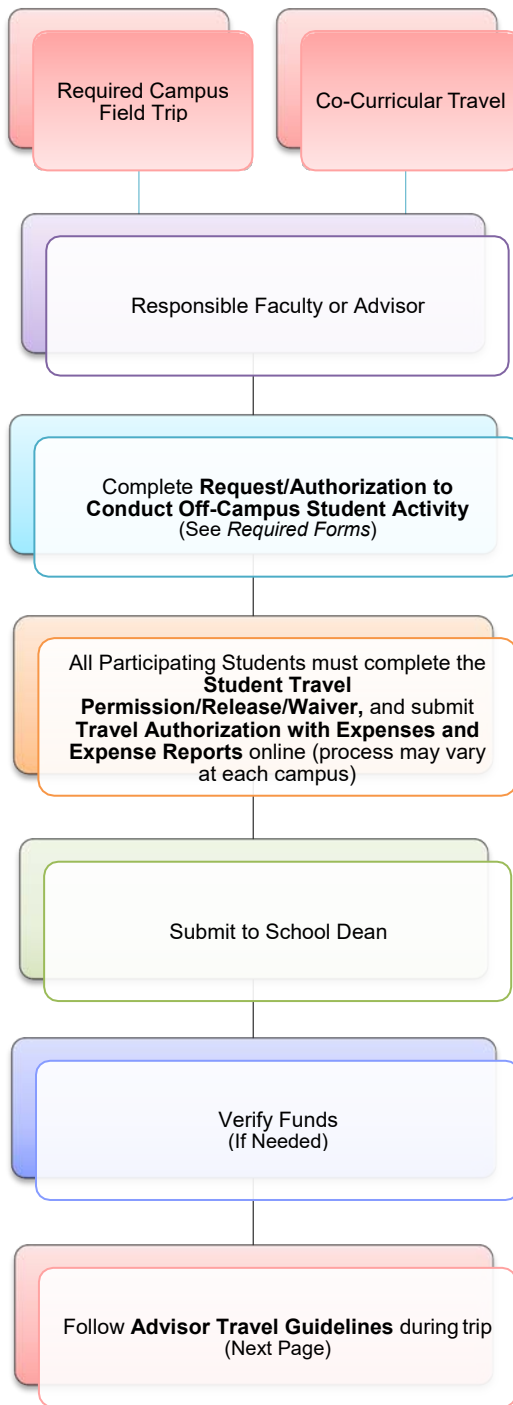 Required Campus
Field Trip
Co-Curricular Travel
Responsible Faculty or Advisor
Complete Request/Authorization to
Conduct Off-Campus Student Activity
(See Required Forms)
All Participating Students must complete the
Student Travel
Permission/Release/Waiver, and submit
Travel Authorization with Expenses and
Expense Reports online (process may vary
at each campus)
Submit to School Dean
Verify Funds
(If Needed)
Follow Advisor Travel Guidelines during trip
(Next Page)